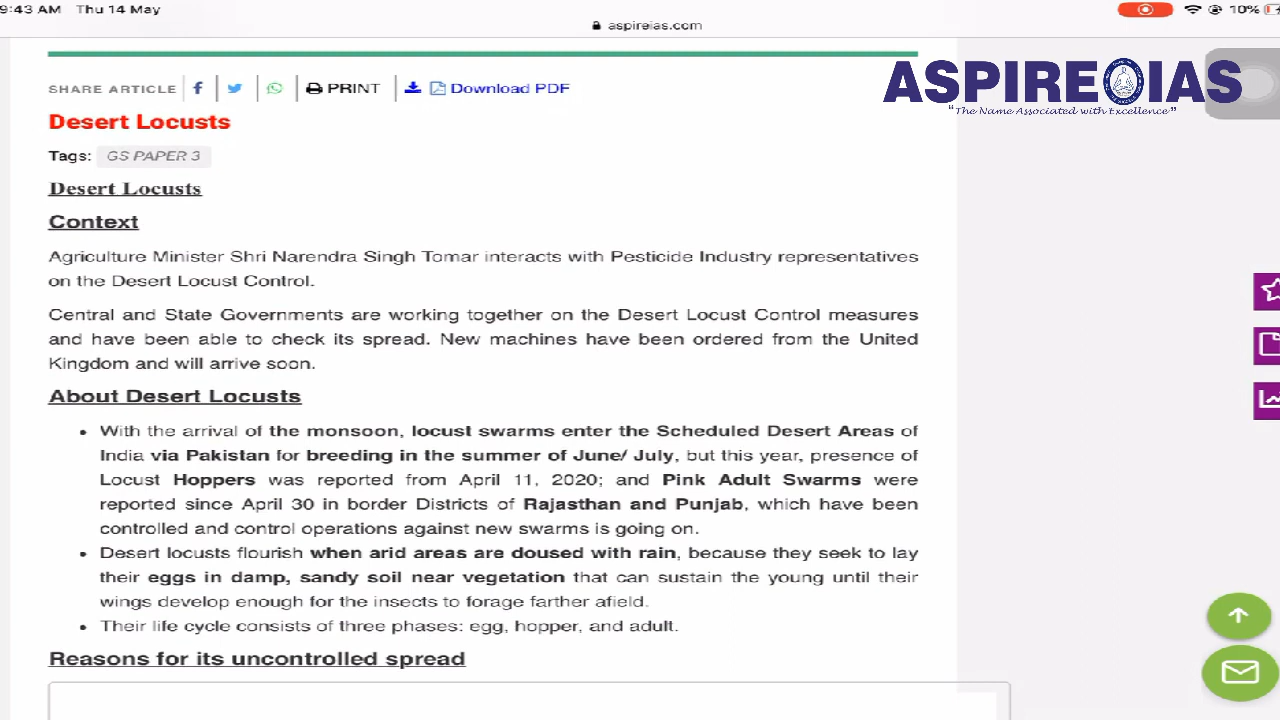 9:43 AM Thu 14 May
10%
aspireias.com
ASPIRE IAS
"The Name Associated with Excellence"
SHARE ARTICLE PRINT Download PDF
Desert Locusts
Tags: GS PAPER 3
Desert Locusts
Context
Agriculture Minister Shri Narendra Singh Tomar interacts with Pesticide Industry representatives
on the Desert Locust Control.
Central and State Governments are working together on the Desert Locust Control measures
and have been able to check its spread. New machines have been ordered from the United
Kingdom and will arrive soon.
About Desert Locusts
• With the arrival of the monsoon, locust swarms enter the Scheduled Desert Areas of
India via Pakistan for breeding in the summer of June/ July, but this year, presence of
Locust Hoppers was reported from April 11, 2020; and Pink Adult Swarms were
reported since April 30 in border Districts of Rajasthan and Punjab, which have been
controlled and control operations against new swarms is going on.
• Desert locusts flourish when arid areas are doused with rain, because they seek to lay
their eggs in damp, sandy soil near vegetation that can sustain the young until their
wings develop enough for the insects to forage farther afield.
• Their life cycle consists of three phases: egg, hopper, and adult.
Reasons for its uncontrolled spread